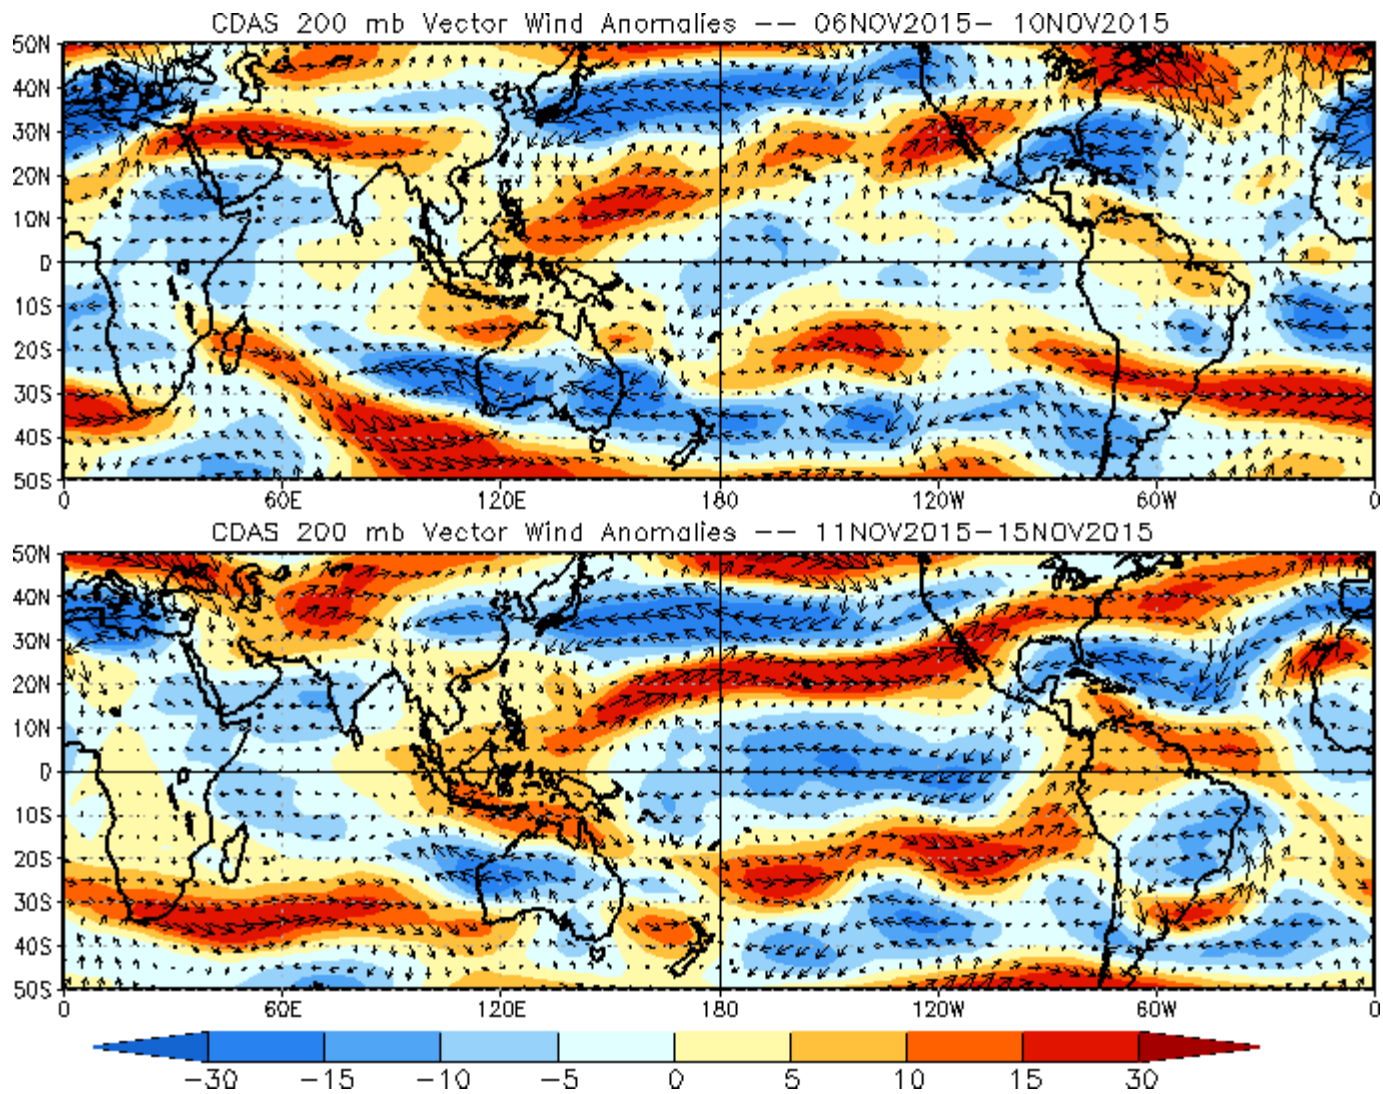 CDAS 200 mb Vector Wind Anomalies -- 06NOV2015- 10NOV2015
50N
40N
30N
20N
10N
0
10S
20S
30S
40S
50S
0 60E 120E 180 120W 60W 0
CDAS 200 mb Vector Wind Anomalies -- 11NOV2015-15NOV2015
50N
40N
30N
20N
10N
0
10S
20S
30S
40S
50S
0 60E 120E 180 120W 60W 0
-30 -15 -10 -5 0 5 10 15 30